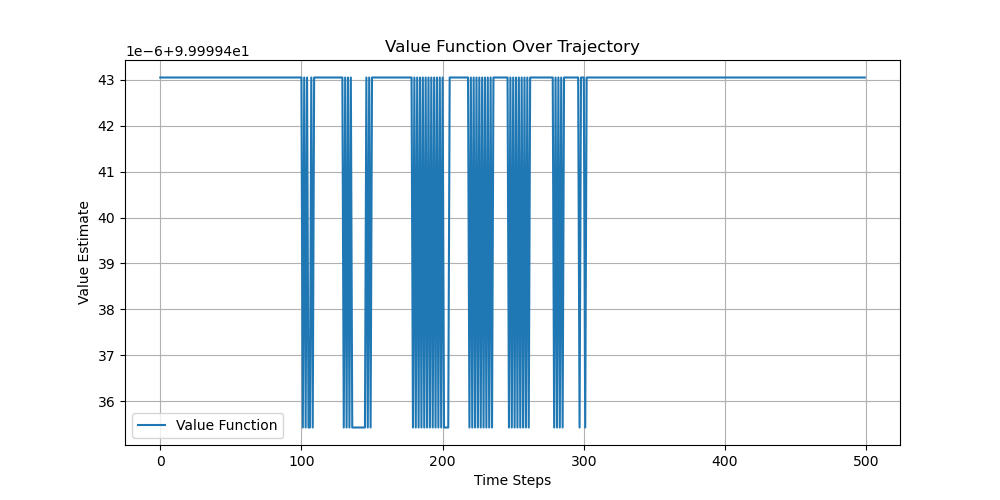 Value Function Over Trajectory
1e-6+9.99994e1
43
42
41
40
39
38
37
36
Value Estimate
Value Function
0 100 200 300 400 500
Time Steps